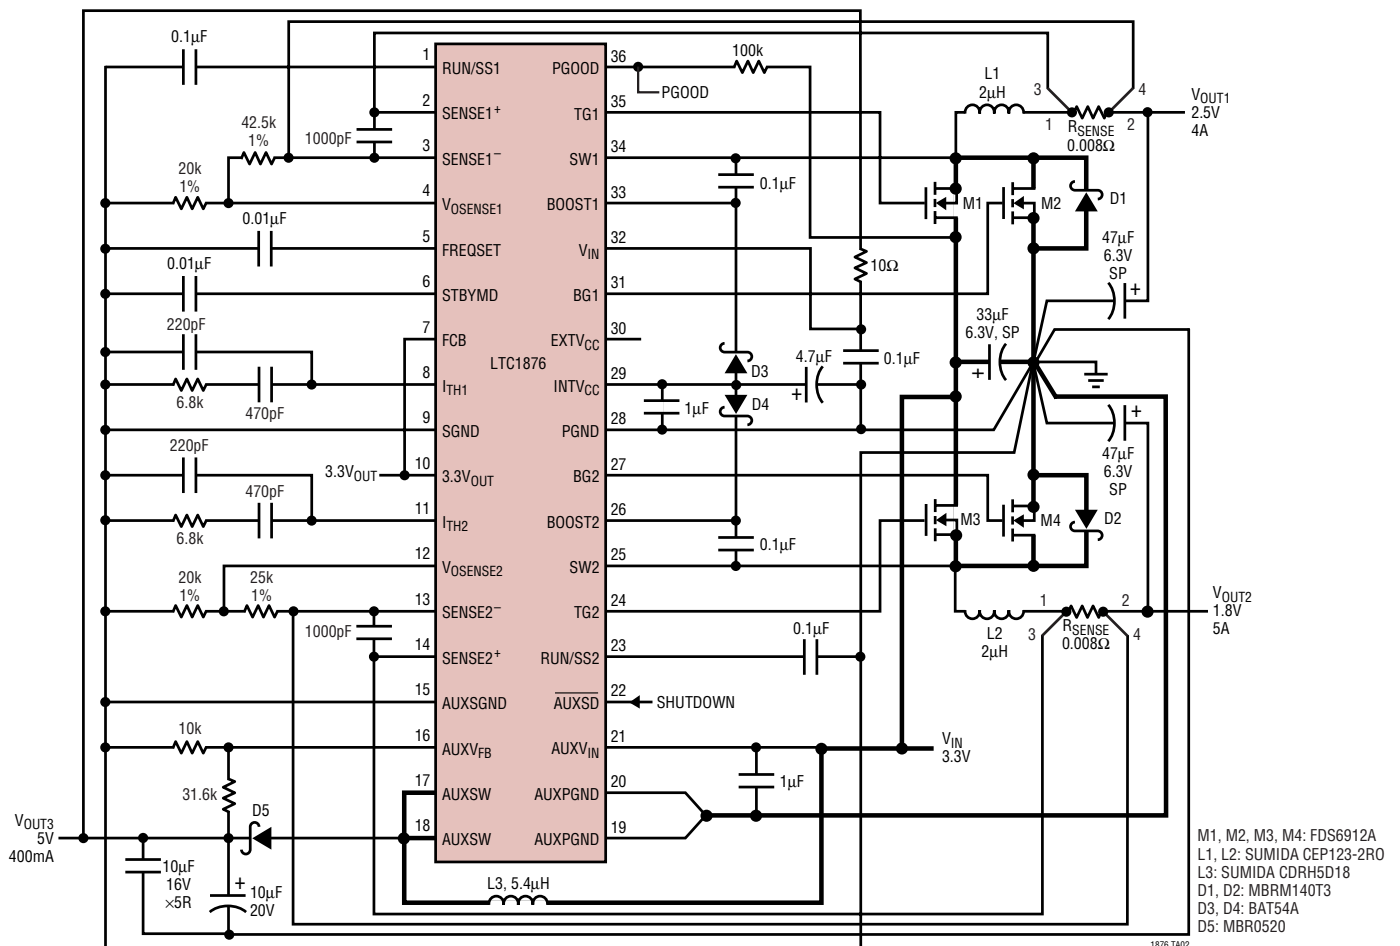 0.1µF
1
RUN/SS1
PGOOD
36
100k
PGOOD
2
SENSE1+
TG1
35
L1
2µH
3
4
1
2
RSENSE
0.008Ω
VOUT1
2.5V
4A
42.5k
1%
1000pF
3
SENSE1−
SW1
34
0.1µF
20k
1%
4
VOSENSE1
BOOST1
33
M1
M2
D1
0.01µF
5
FREQSET
VIN
32
10Ω
47µF
6.3V
SP
+
0.01µF
6
STBYMD
BG1
31
220pF
7
FCB
EXTVCC
30
33µF
6.3V, SP
+
LTC1876
D3
4.7µF
+
0.1µF
6.8k
470pF
8
ITH1
INTVCC
29
1µF
D4
9
SGND
PGND
28
+
47µF
6.3V
SP
220pF
3.3VOUT
10
3.3VOUT
BG2
27
470pF
6.8k
11
ITH2
BOOST2
26
M3
M4
D2
0.1µF
12
VOSENSE2
SW2
25
20k
1%
25k
1%
13
SENSE2−
TG2
24
L2
2µH
1
2
3
4
RSENSE
0.008Ω
VOUT2
1.8V
5A
1000pF
14
SENSE2+
RUN/SS2
23
0.1µF
15
AUXSGND
AUXSD
22
SHUTDOWN
10k
16
AUXVFB
AUXVIN
21
VIN
3.3V
31.6k
17
AUXSW
AUXPGND
20
1µF
VOUT3
5V
400mA
D5
18
AUXSW
AUXPGND
19
10µF
16V
×5R
+
10µF
20V
L3, 5.4µH
M1, M2, M3, M4: FDS6912A
L1, L2: SUMIDA CEP123-2RO
L3: SUMIDA CDRH5D18
D1, D2: MBRM140T3
D3, D4: BAT54A
D5: MBR0520
1876 TA02